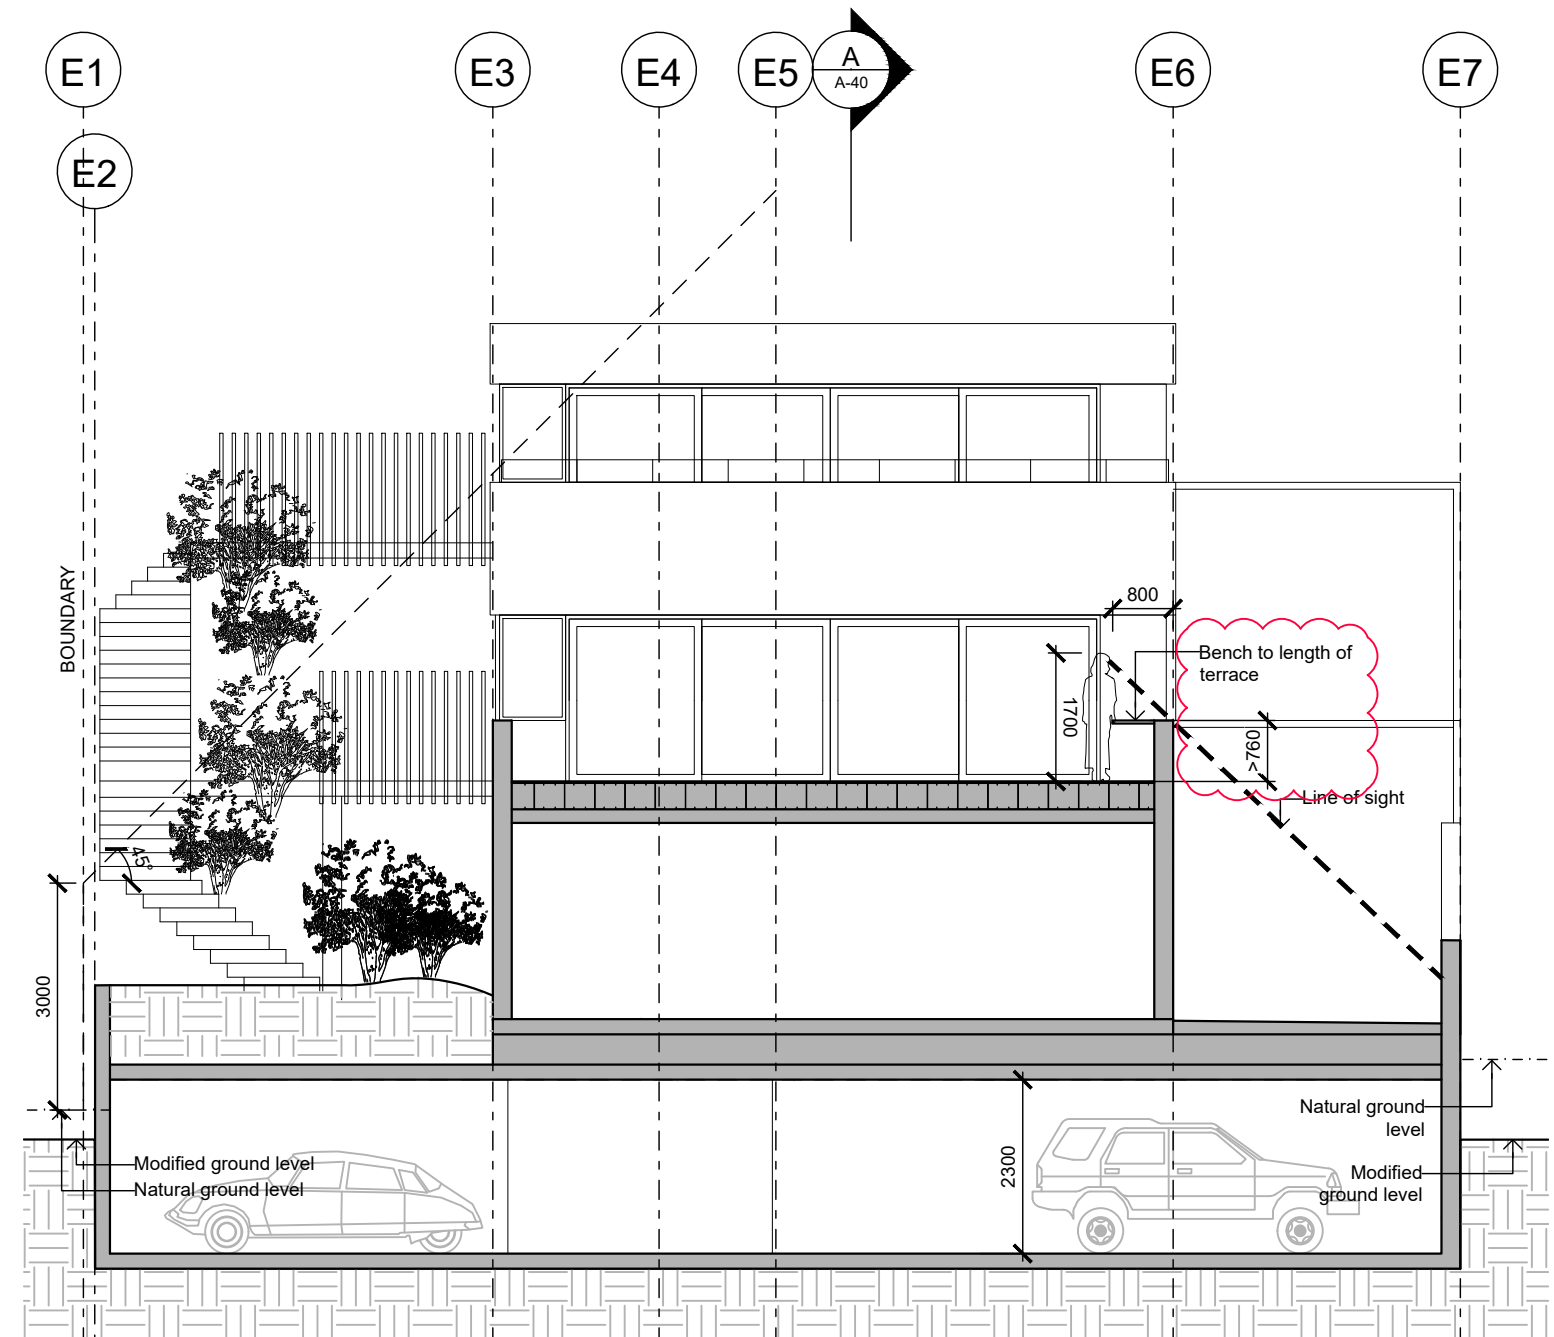 E1
E3
E4
E5
A
A-40
E6
E7
E2
BOUNDARY
800
Bench to length of
terrace
1700
>760
Line of sight
45°
3000
Natural ground
level
Modified ground level
Natural ground level
2300
Modified
ground level